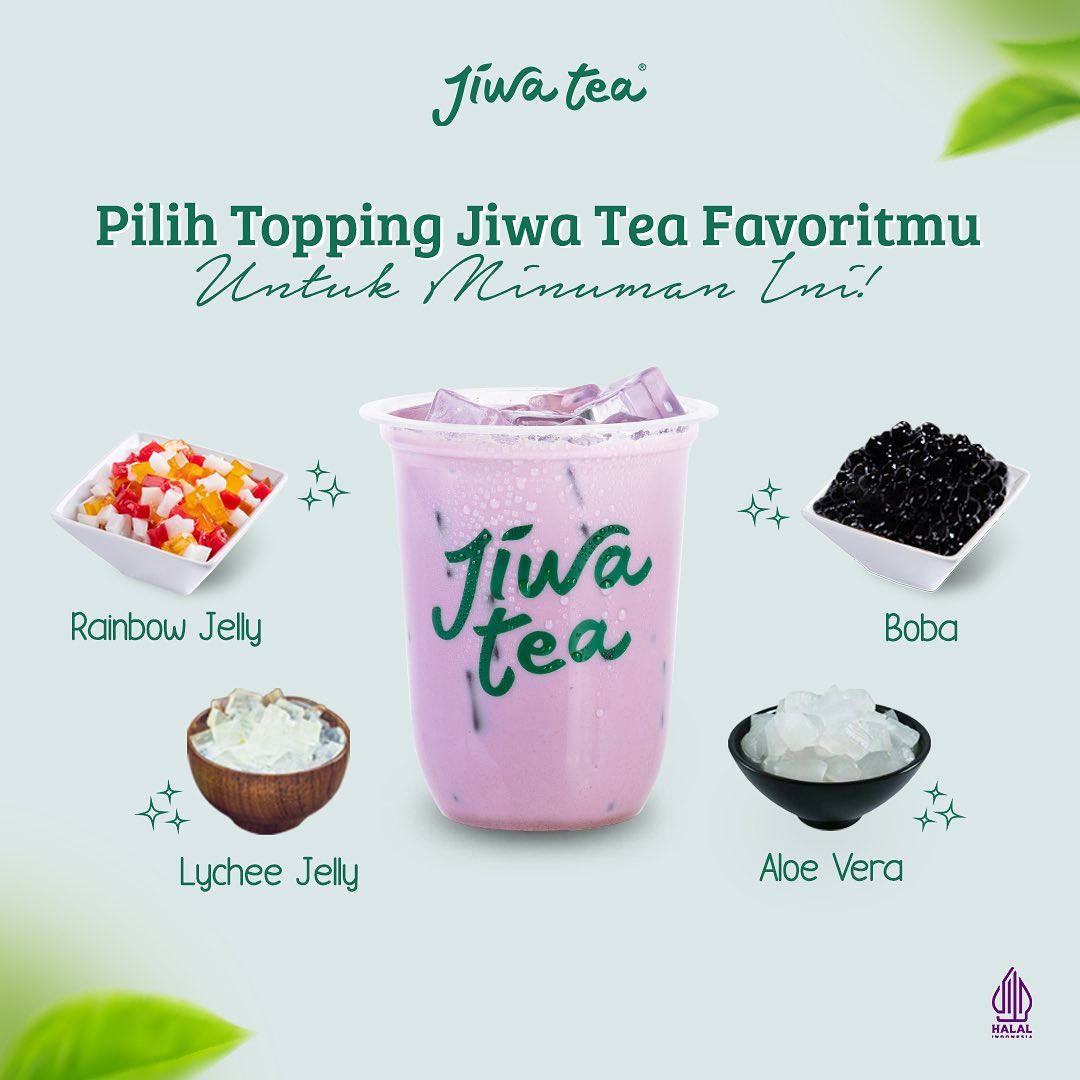 Jiwa tea®
Pilih Topping Jiwa Tea Favoritmu
Untuk Minuman Ini!
Jiwa
tea
Rainbow Jelly
Boba
Lychee Jelly
Aloe Vera
HALAL
INDONESIA